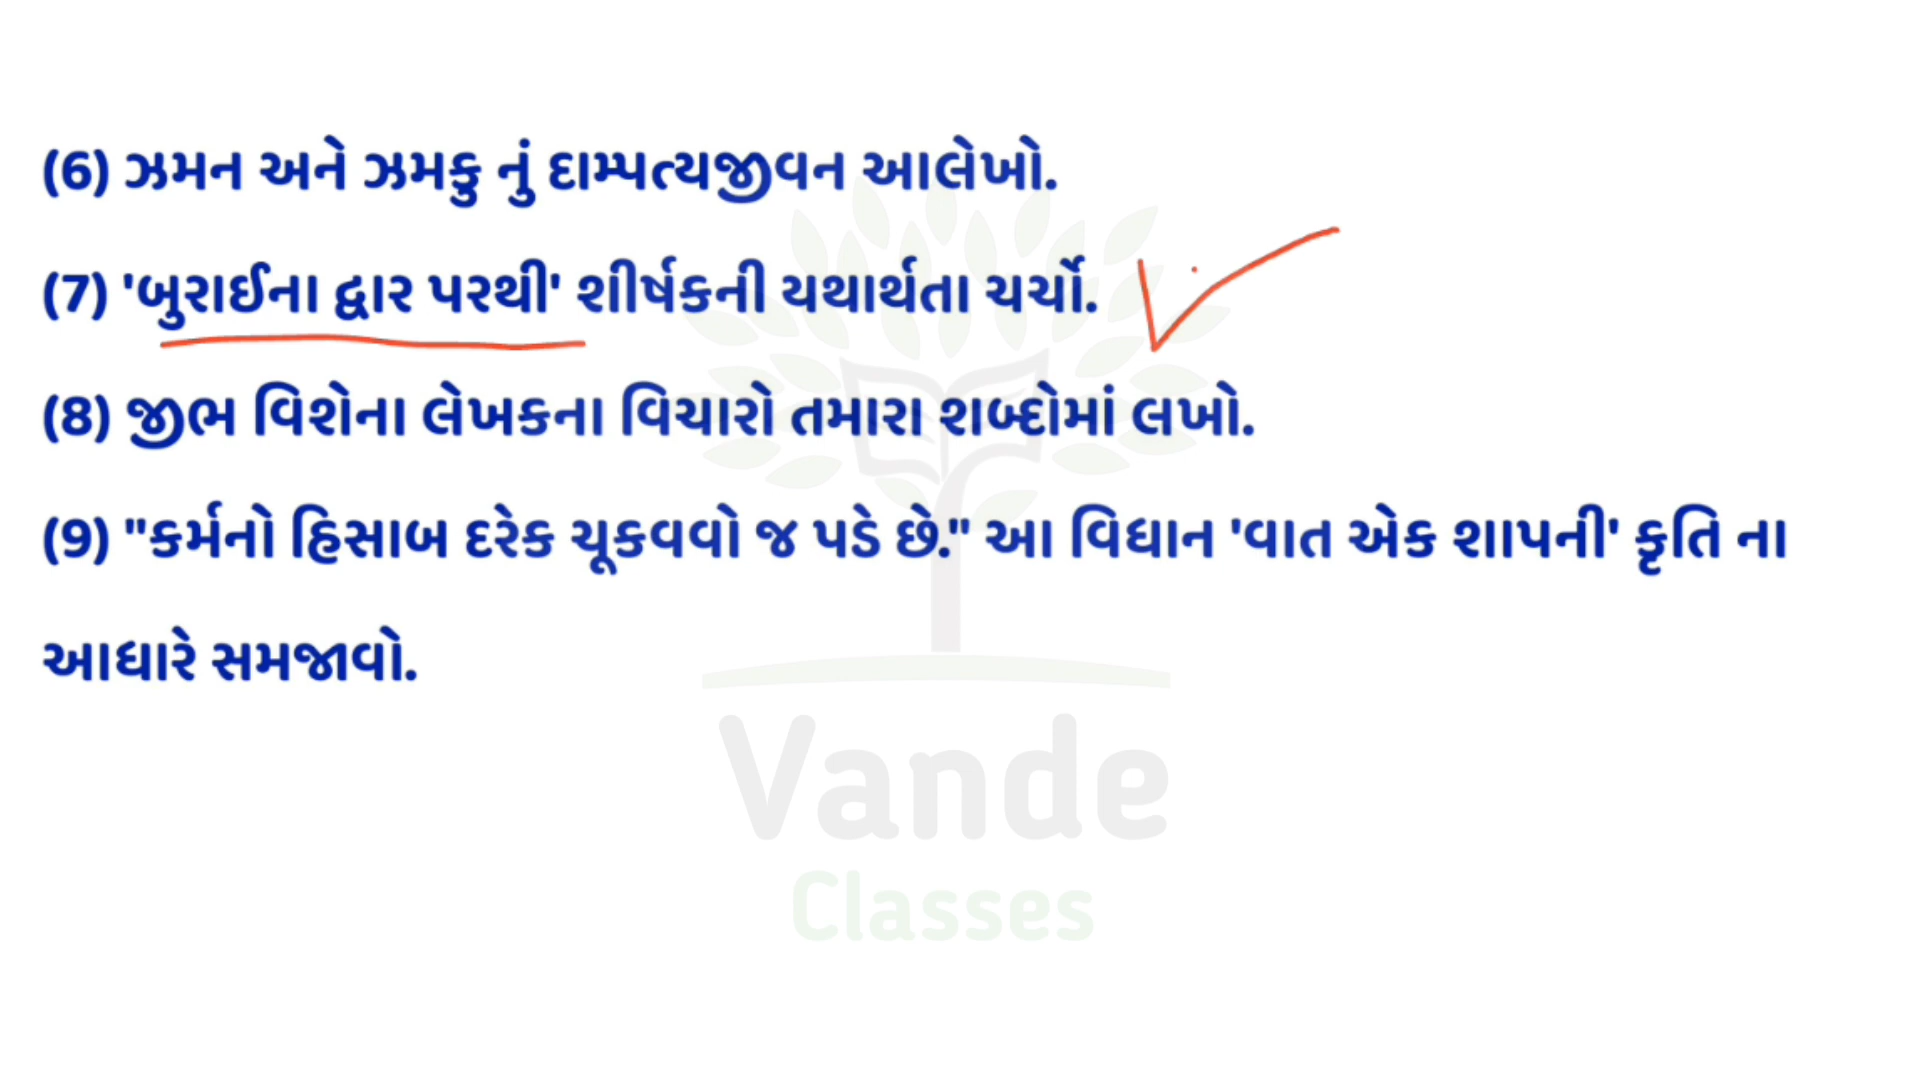 (6) ઝમન અને ઝમકુ નું દામ્પત્યજીવન આલેખો.
(7) 'બુરાઈના દ્વાર પરથી' શીર્ષકની યથાર્થતા ચર્ચો.
(8) જીભ વિશેના લેખકના વિચારો તમારા શબ્દોમાં લખો.
(9) "કર્મનો હિસાબ દરેક ચૂકવવો જ પડે છે." આ વિધાન 'વાત એક શાપની' કૃતિ ના
આધારે સમજાવો.
Vande
Classes